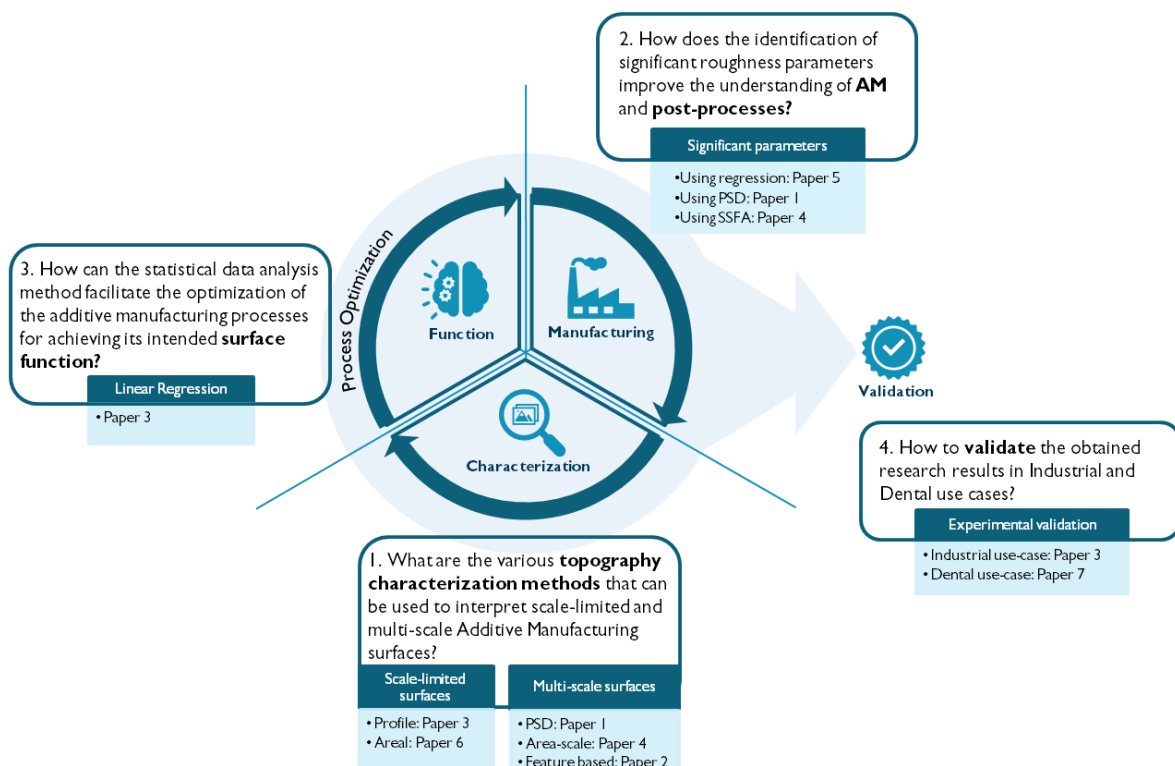 2. How does the identification of
significant roughness parameters
improve the understanding of AM
and post-processes?
Significant parameters
•Using regression: Paper 5
•Using PSD: Paper 1
•Using SSFA: Paper 4
3. How can the statistical data analysis
method facilitate the optimization of
the additive manufacturing processes
for achieving its intended surface
function?
Linear Regression
• Paper 3
Process Optimization
Function
Manufacturing
Characterization
Validation
4. How to validate the obtained
research results in Industrial and
Dental use cases?
Experimental validation
• Industrial use-case: Paper 3
• Dental use-case: Paper 7
1. What are the various topography
characterization methods that can
be used to interpret scale-limited and
multi-scale Additive Manufacturing
surfaces?
Scale-limited
surfaces
• Profile: Paper 3
• Areal: Paper 6
Multi-scale surfaces
• PSD: Paper 1
• Area-scale: Paper 4
• Feature based: Paper 2